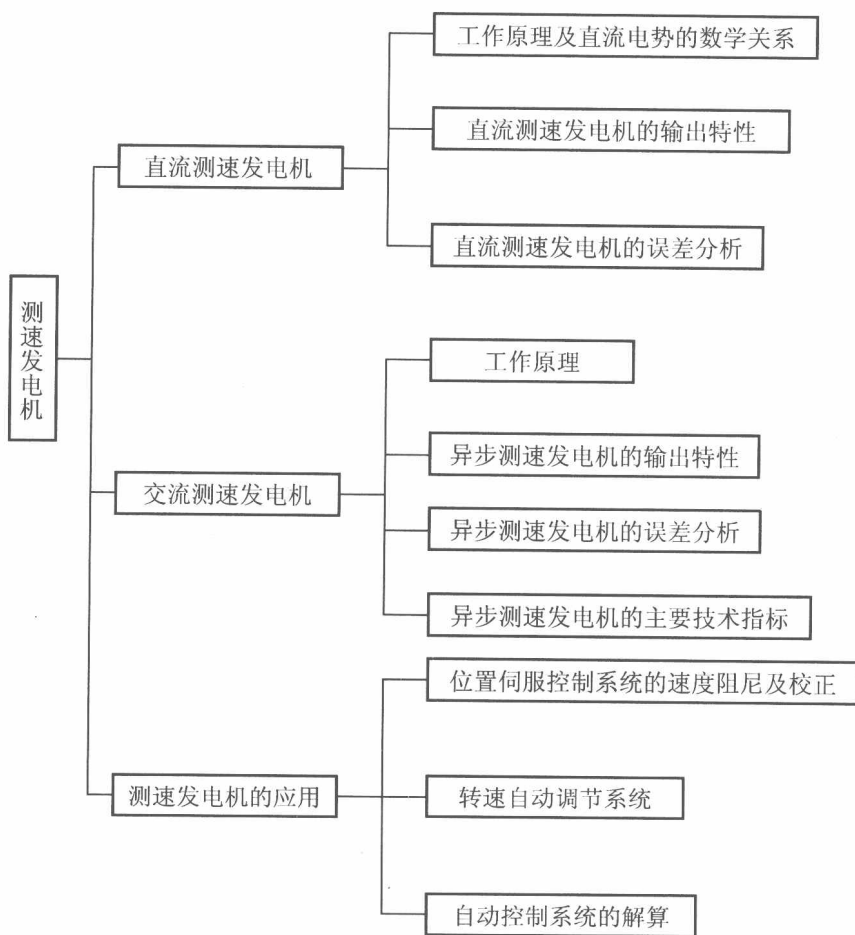 测速发电机
直流测速发电机
工作原理及直流电势的数学关系
直流测速发电机的输出特性
直流测速发电机的误差分析
交流测速发电机
工作原理
异步测速发电机的输出特性
异步测速发电机的误差分析
异步测速发电机的主要技术指标
测速发电机的应用
位置伺服控制系统的速度阻尼及校正
转速自动调节系统
自动控制系统的解算